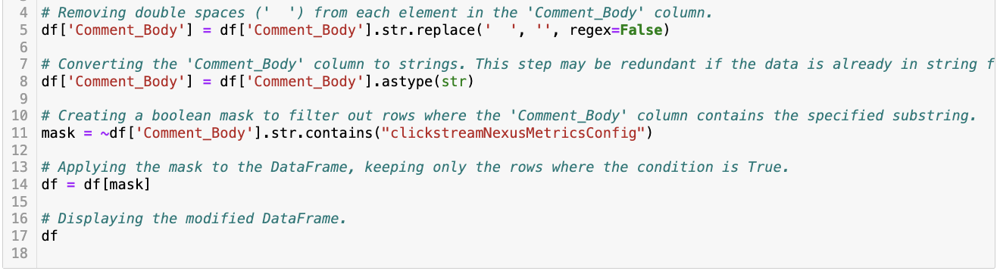 4 # Removing double spaces ('  ') from each element in the 'Comment_Body' column.
5 df['Comment_Body'] = df['Comment_Body'].str.replace('  ', '', regex=False)
6
7 # Converting the 'Comment_Body' column to strings. This step may be redundant if the data is already in string f
8 df['Comment_Body'] = df['Comment_Body'].astype(str)
9
10 # Creating a boolean mask to filter out rows where the 'Comment_Body' column contains the specified substring.
11 mask = ~df['Comment_Body'].str.contains("clickstreamNexusMetricsConfig")
12
13 # Applying the mask to the DataFrame, keeping only the rows where the condition is True.
14 df = df[mask]
15
16 # Displaying the modified DataFrame.
17 df
18